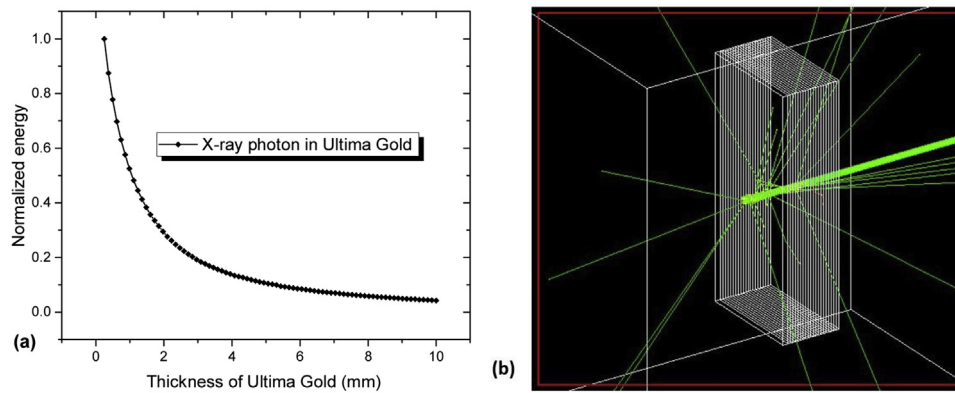 1.0
0.8
0.6
0.4
0.2
0.0
Normalized energy
X-ray photon in Ultima Gold
0 2 4 6 8 10
Thickness of Ultima Gold (mm)
(a)
(b)